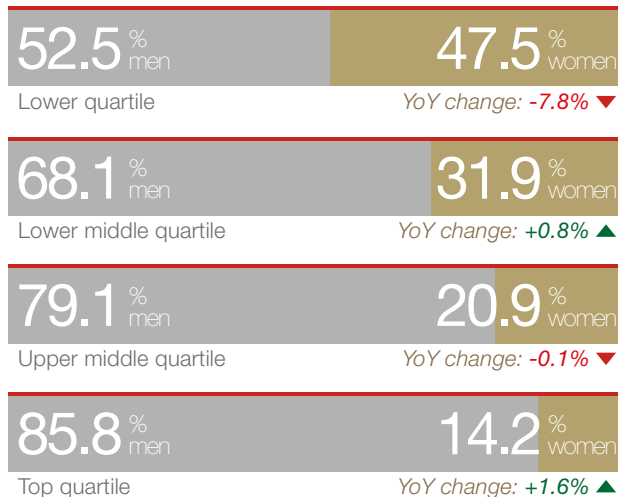 52.5 % men 47.5 % women
Lower quartile YoY change: -7.8% ▼
68.1 % men 31.9 % women
Lower middle quartile YoY change: +0.8% ▲
79.1 % men 20.9 % women
Upper middle quartile YoY change: -0.1% ▼
85.8 % men 14.2 % women
Top quartile YoY change: +1.6% ▲